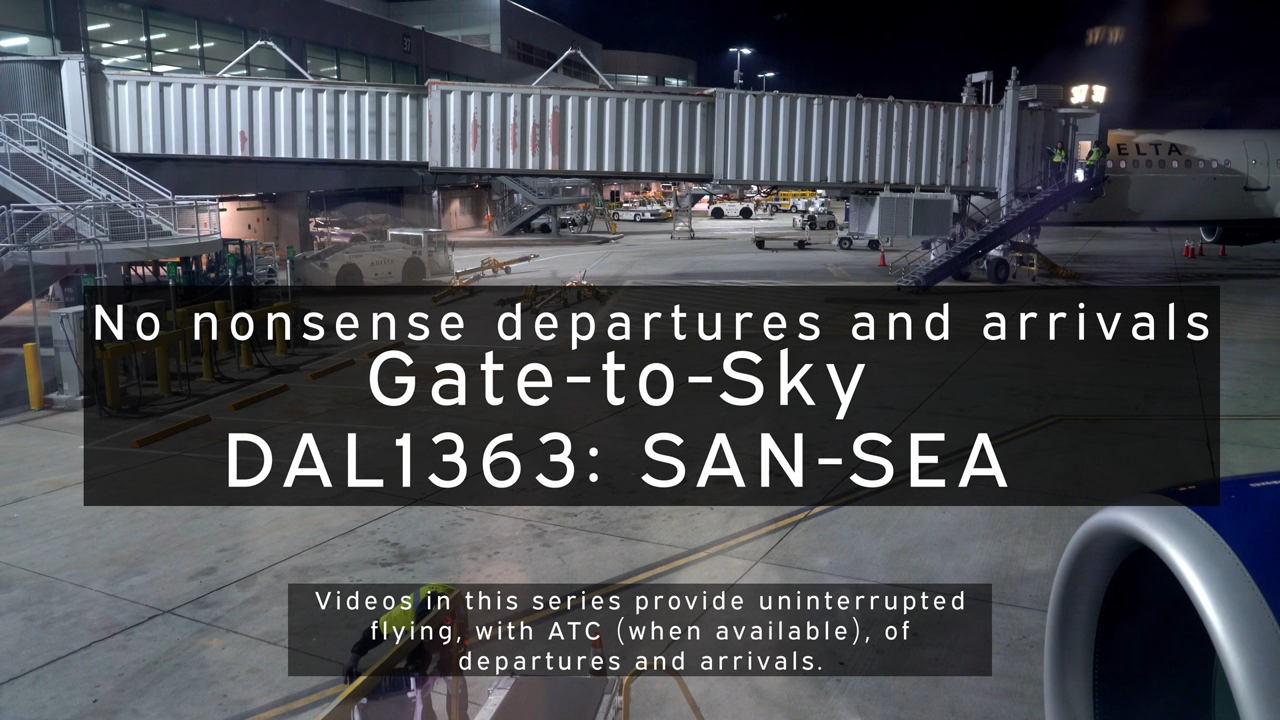 37
DELTA
No nonsense departures and arrivals
Gate-to-Sky
DAL1363: SAN-SEA
Videos in this series provide uninterrupted
flying, with ATC (when available), of
departures and arrivals.